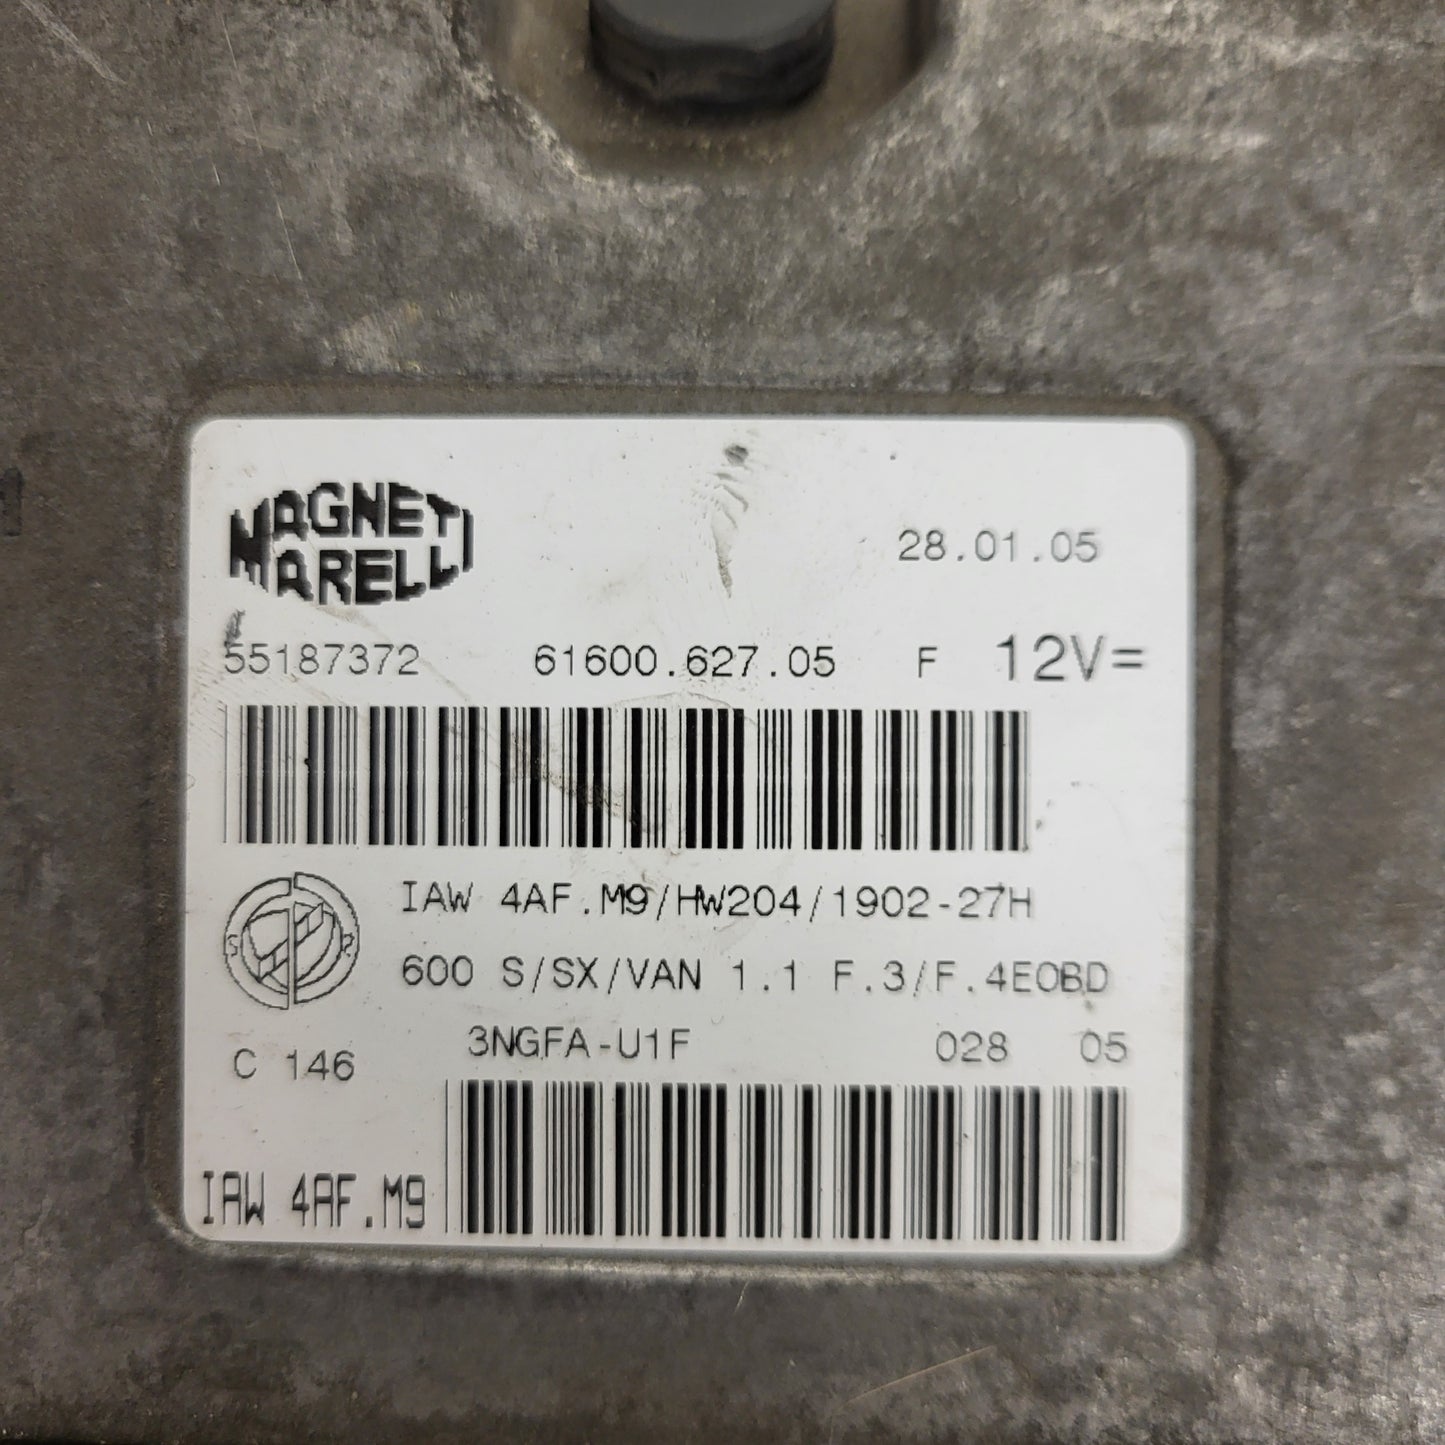 MAGNETI
MARELLI
28.01.05
55187372 61600.627.05 F 12V=
IAW 4AF.M9/HW204/1902-27H
600 S/SX/VAN 1.1 F.3/F.4EOBD
3NGFA-U1F 028 05
C 146
IAW 4AF.M9